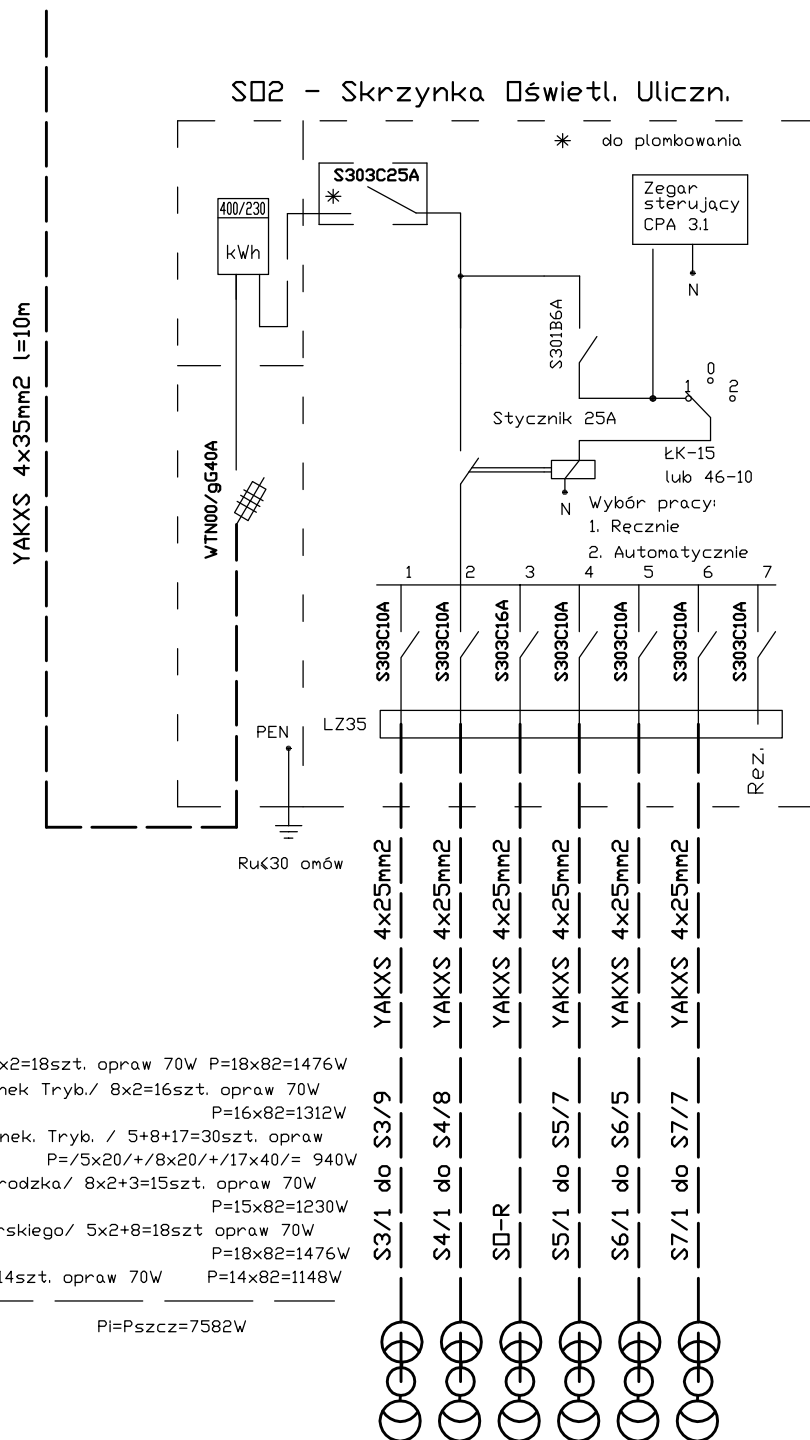 SO2 - Skrzynka Oświetl. Uliczn.
* do plombowania
S303C25A
*
400/230
kWh
Zegar
sterujący
CPA 3.1
N
S301B6A
0
1
2
Stycznik 25A
ŁK-15
lub 46-10
N
Wybór pracy:
1. Ręcznie
2. Automatycznie
YAKXS 4x35mm2 l=10m
WTN00/gG40A
1 2 3 4 5 6 7
S303C10A
S303C10A
S303C16A
S303C10A
S303C10A
S303C10A
S303C10A
LZ35
PEN
Rez.
Ru≤30 omów
YAKXS 4x25mm2
YAKXS 4x25mm2
YAKXS 4x25mm2
YAKXS 4x25mm2
YAKXS 4x25mm2
YAKXS 4x25mm2
x2=18szt. opraw 70W P=18x82=1476W
nek Tryb./ 8x2=16szt. opraw 70W
P=16x82=1312W
nek. Tryb. / 5+8+17=30szt. opraw
P=/5x20/+/8x20/+/17x40/= 940W
rodzka/ 8x2+3=15szt. opraw 70W
P=15x82=1230W
rskiego/ 5x2+8=18szt opraw 70W
P=18x82=1476W
14szt. opraw 70W P=14x82=1148W
Pi=Pszcz=7582W
S3/1 do S3/9
S4/1 do S4/8
SO-R
S5/1 do S5/7
S6/1 do S6/5
S7/1 do S7/7